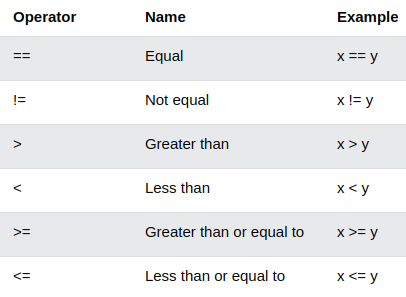 Operator Name Example
== Equal x == y
!= Not equal x != y
> Greater than x > y
< Less than x < y
>= Greater than or equal to x >= y
<= Less than or equal to x <= y